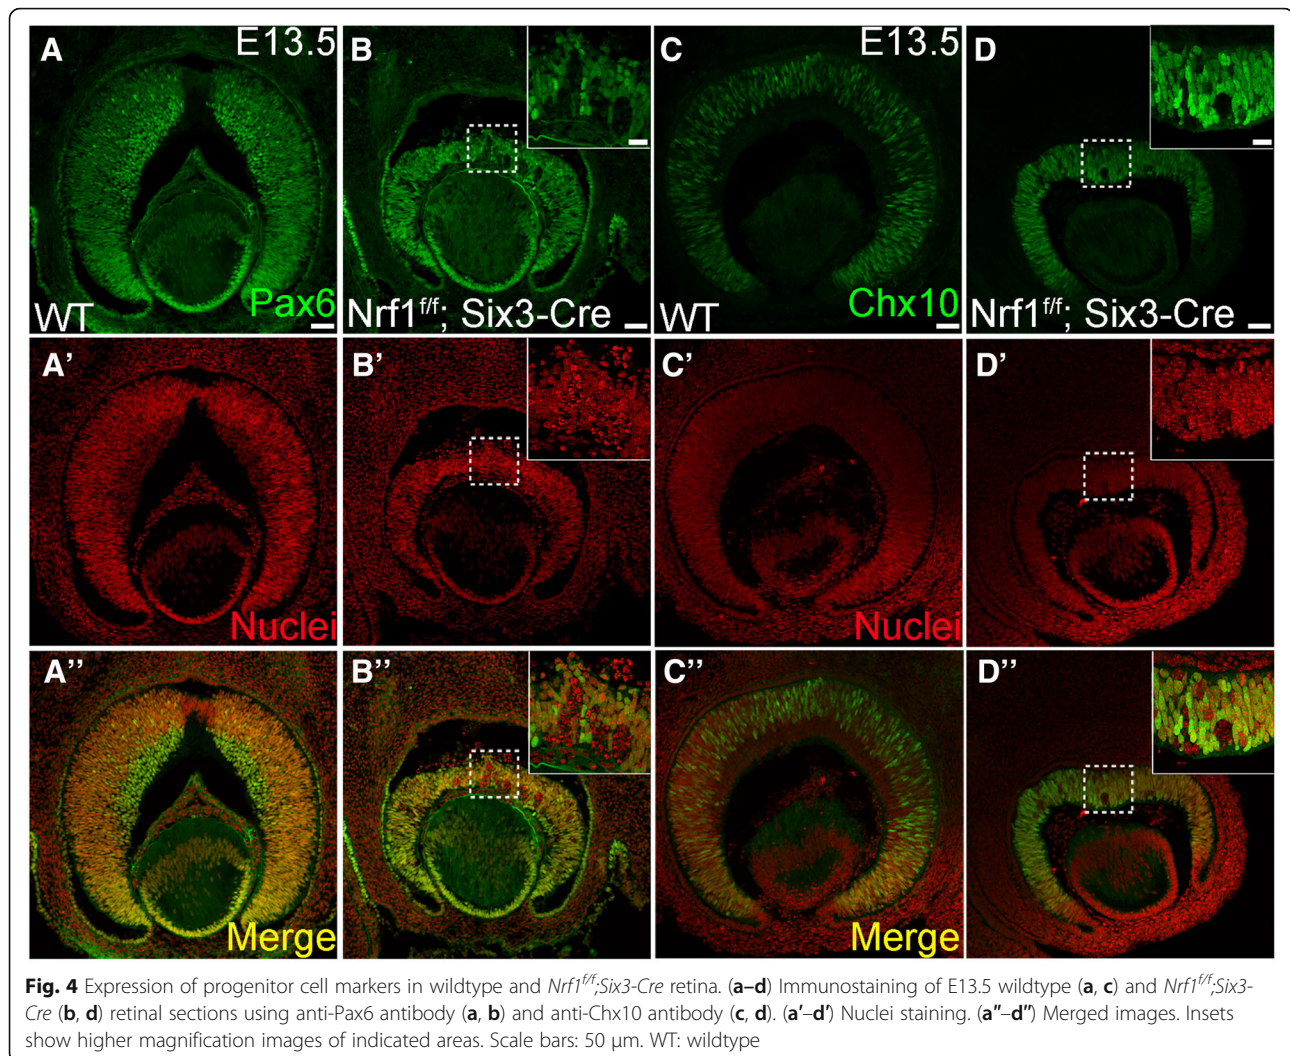 A E13.5 B C E13.5 D
WT Pax6 Nrf1f/f; Six3-Cre WT Chx10 Nrf1f/f; Six3-Cre
A' B' C' D'
Nuclei Nuclei
A'' B'' C'' D''
Merge Merge
Fig. 4 Expression of progenitor cell markers in wildtype and Nrf1f/f;Six3-Cre retina. (a–d) Immunostaining of E13.5 wildtype (a, c) and Nrf1f/f;Six3-
Cre (b, d) retinal sections using anti-Pax6 antibody (a, b) and anti-Chx10 antibody (c, d). (a'–d') Nuclei staining. (a"–d") Merged images. Insets
show higher magnification images of indicated areas. Scale bars: 50 μm. WT: wildtype